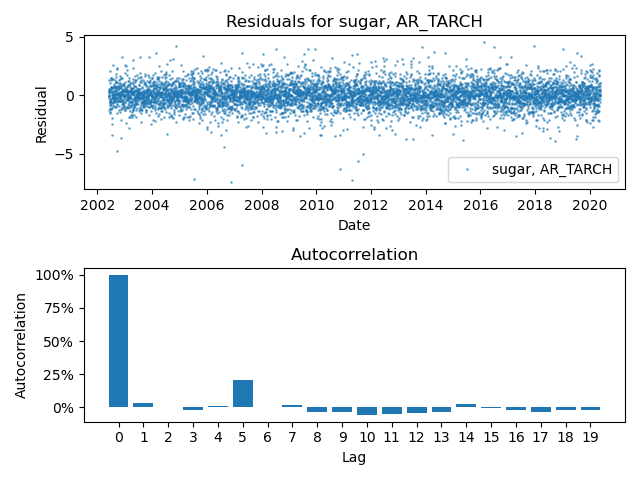 Residuals for sugar, AR_TARCH
Residual
5
0
−5
sugar, AR_TARCH
2002 2004 2006 2008 2010 2012 2014 2016 2018 2020
Date
Autocorrelation
Autocorrelation
100%
75%
50%
25%
0%
0 1 2 3 4 5 6 7 8 9 10 11 12 13 14 15 16 17 18 19
Lag